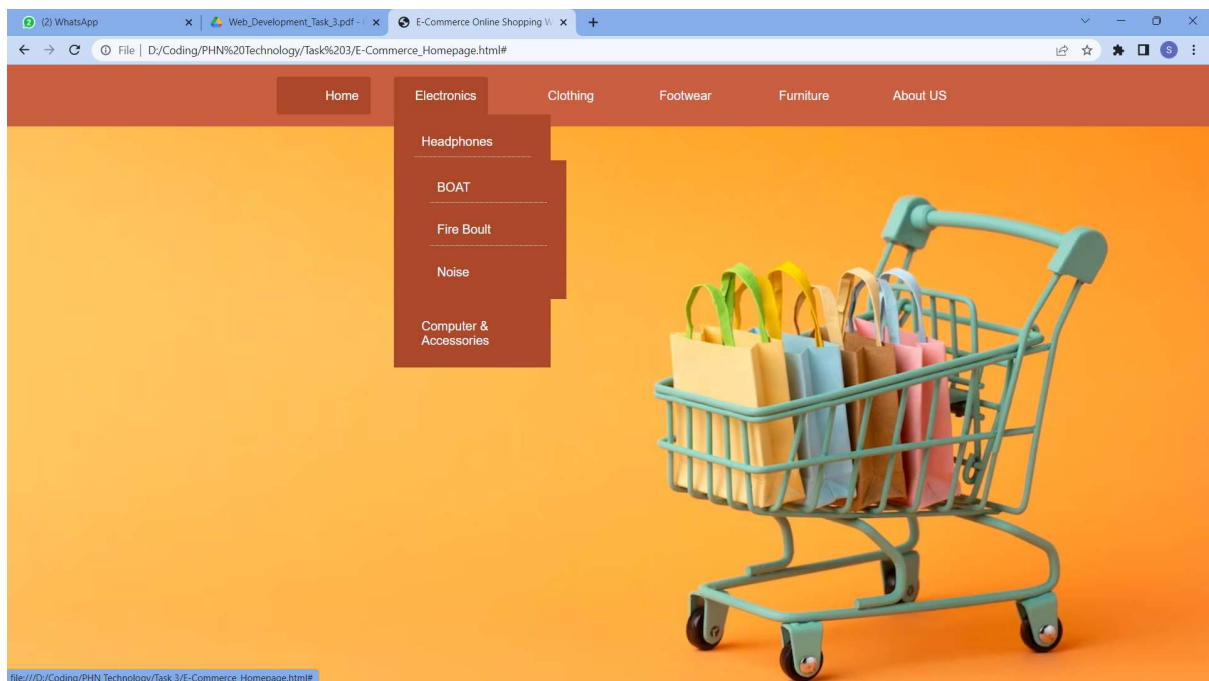 (2) WhatsApp
Web_Development_Task_3.pdf -
E-Commerce Online Shopping W
File | D:/Coding/PHN%20Technology/Task%203/E-Commerce_Homepage.html#
S
Home Electronics Clothing Footwear Furniture About US
Headphones
BOAT
Fire Boult
Noise
Computer &
Accessories
file:///D:/Coding/PHN Technology/Task 3/E-Commerce_Homepage.html#